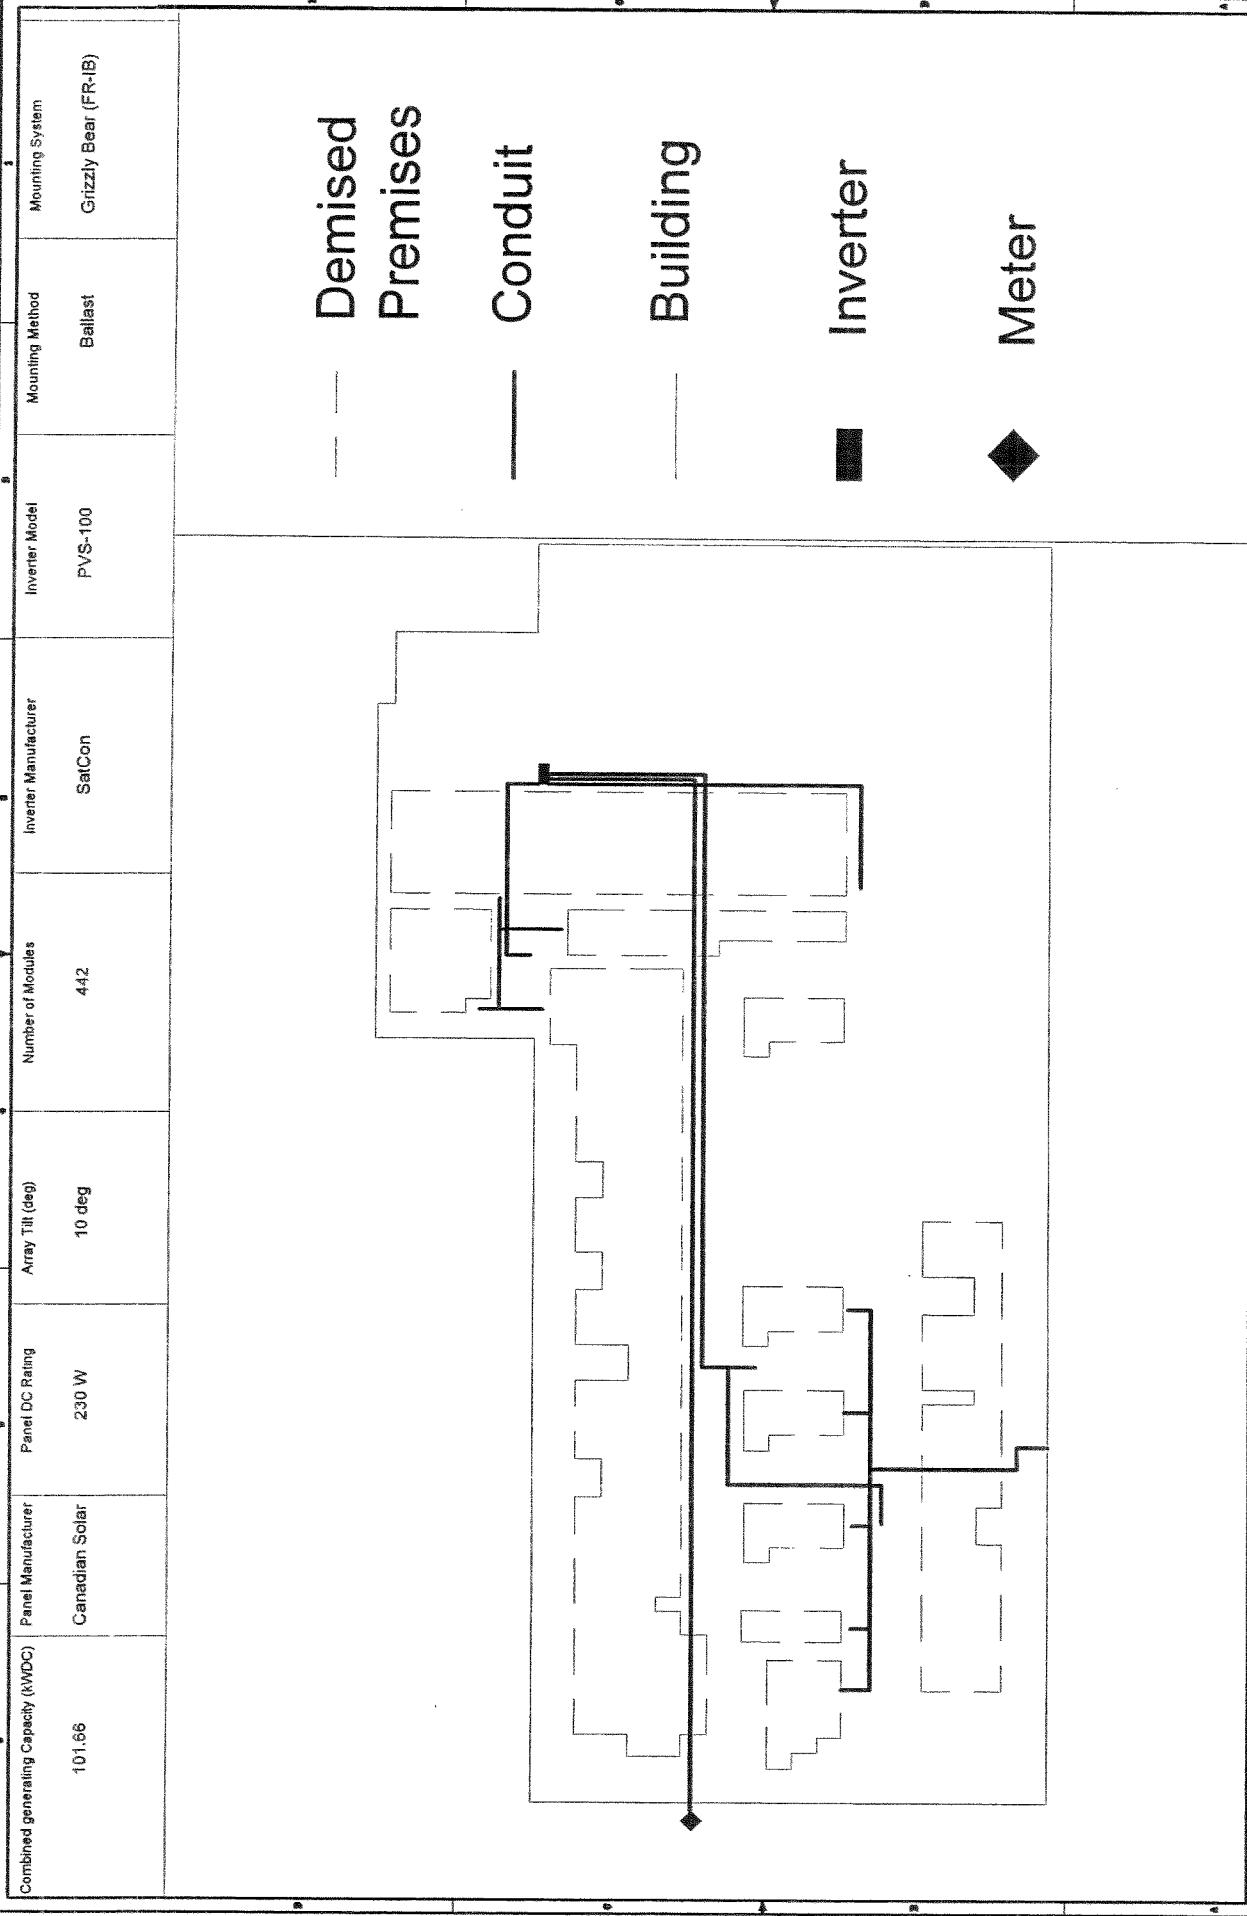 Combined generating Capacity (kWDC)
Panel Manufacturer
Panel DC Rating
Array Tilt (deg)
Number of Modules
Inverter Manufacturer
Inverter Model
Mounting Method
Mounting System
101.66
Canadian Solar
230 W
10 deg
442
SatCon
PVS-100
Ballast
Grizzly Bear (FR-IB)
Demised
Premises
Conduit
Building
Inverter
Meter